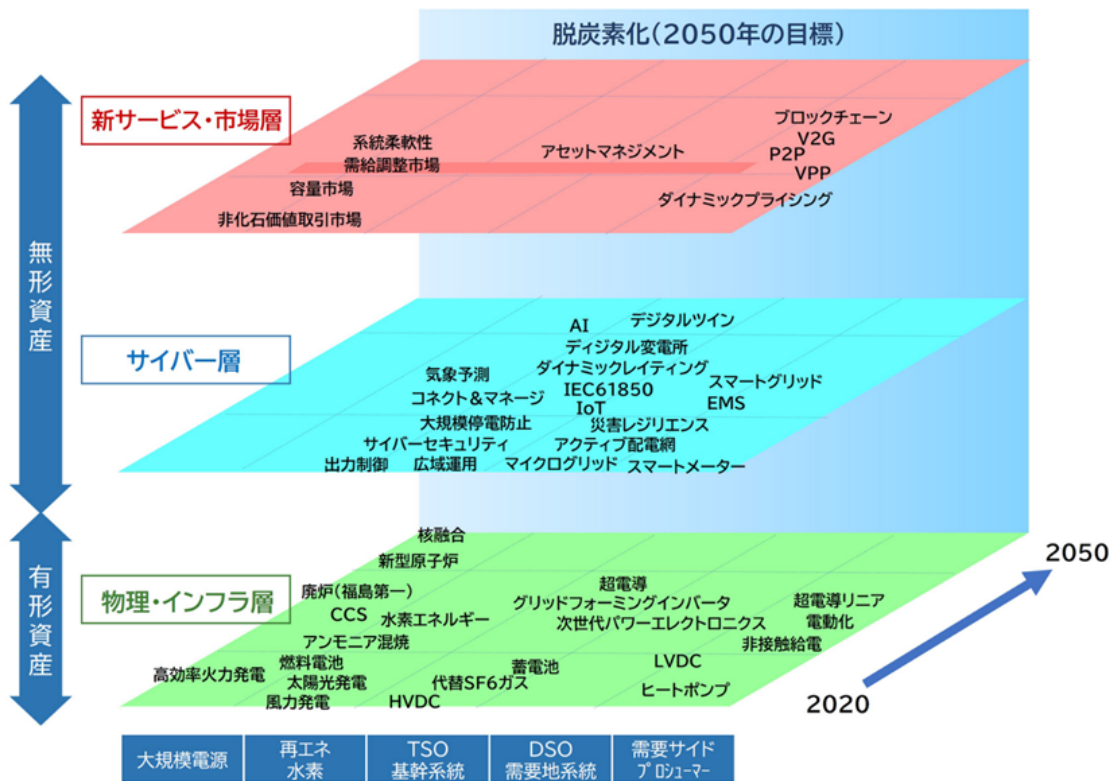 脱炭素化(2050年の目標)
無形資産
新サービス・市場層
系統柔軟性
需給調整市場
容量市場
非化石価値取引市場
アセットマネジメント
ブロックチェーン
V2G
P2P
VPP
ダイナミックプライシング
サイバー層
AI
デジタルツイン
ディジタル変電所
ダイナミックレイティング
気象予測
IEC61850
スマートグリッド
コネクト&マネージ
IoT
EMS
大規模停電防止
災害レジリエンス
サイバーセキュリティ
アクティブ配電網
出力制御
広域運用
マイクログリッド
スマートメーター
有形資産
物理・インフラ層
核融合
新型原子炉
廃炉(福島第一)
超電導
CCS
水素エネルギー
グリッドフォーミングインバータ
超電導リニア
次世代パワーエレクトロニクス
電動化
アンモニア混焼
非接触給電
高効率火力発電
燃料電池
蓄電池
LVDC
太陽光発電
代替SF6ガス
ヒートポンプ
風力発電
HVDC
2050
2020
大規模電源
再エネ
水素
TSO
基幹系統
DSO
需要地系統
需要サイド
プロシューマー